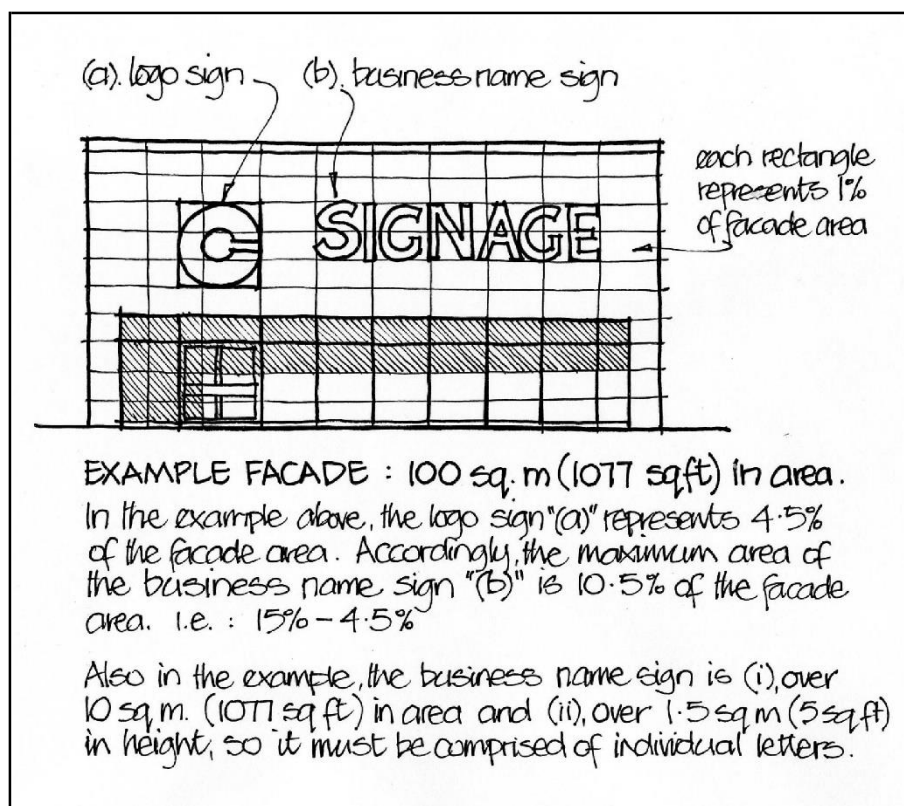 (a). logo sign (b). business name sign
each rectangle
represents 1%
of facade area
SIGNAGE
EXAMPLE FACADE : 100 sq. m (1077 sq ft) in area.
In the example above, the logo sign "(a)" represents 4.5%
of the façade area. Accordingly, the maximum area of
the business name sign "(b)" is 10.5% of the facade
area. i.e. : 15% – 4.5%
Also in the example, the business name sign is (i), over
10 sq. m. (1077 sq ft) in area and (ii), over 1.5 sq m (5 sq ft)
in height, so it must be comprised of individual letters.